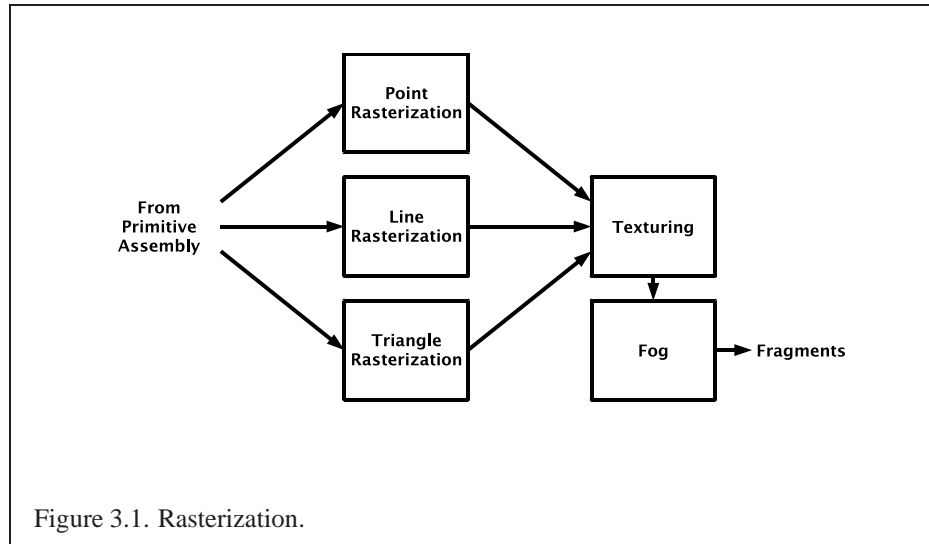 Point
Rasterization
From
Primitive
Assembly
Line
Rasterization
Texturing
Triangle
Rasterization
Fog
Fragments
Figure 3.1. Rasterization.